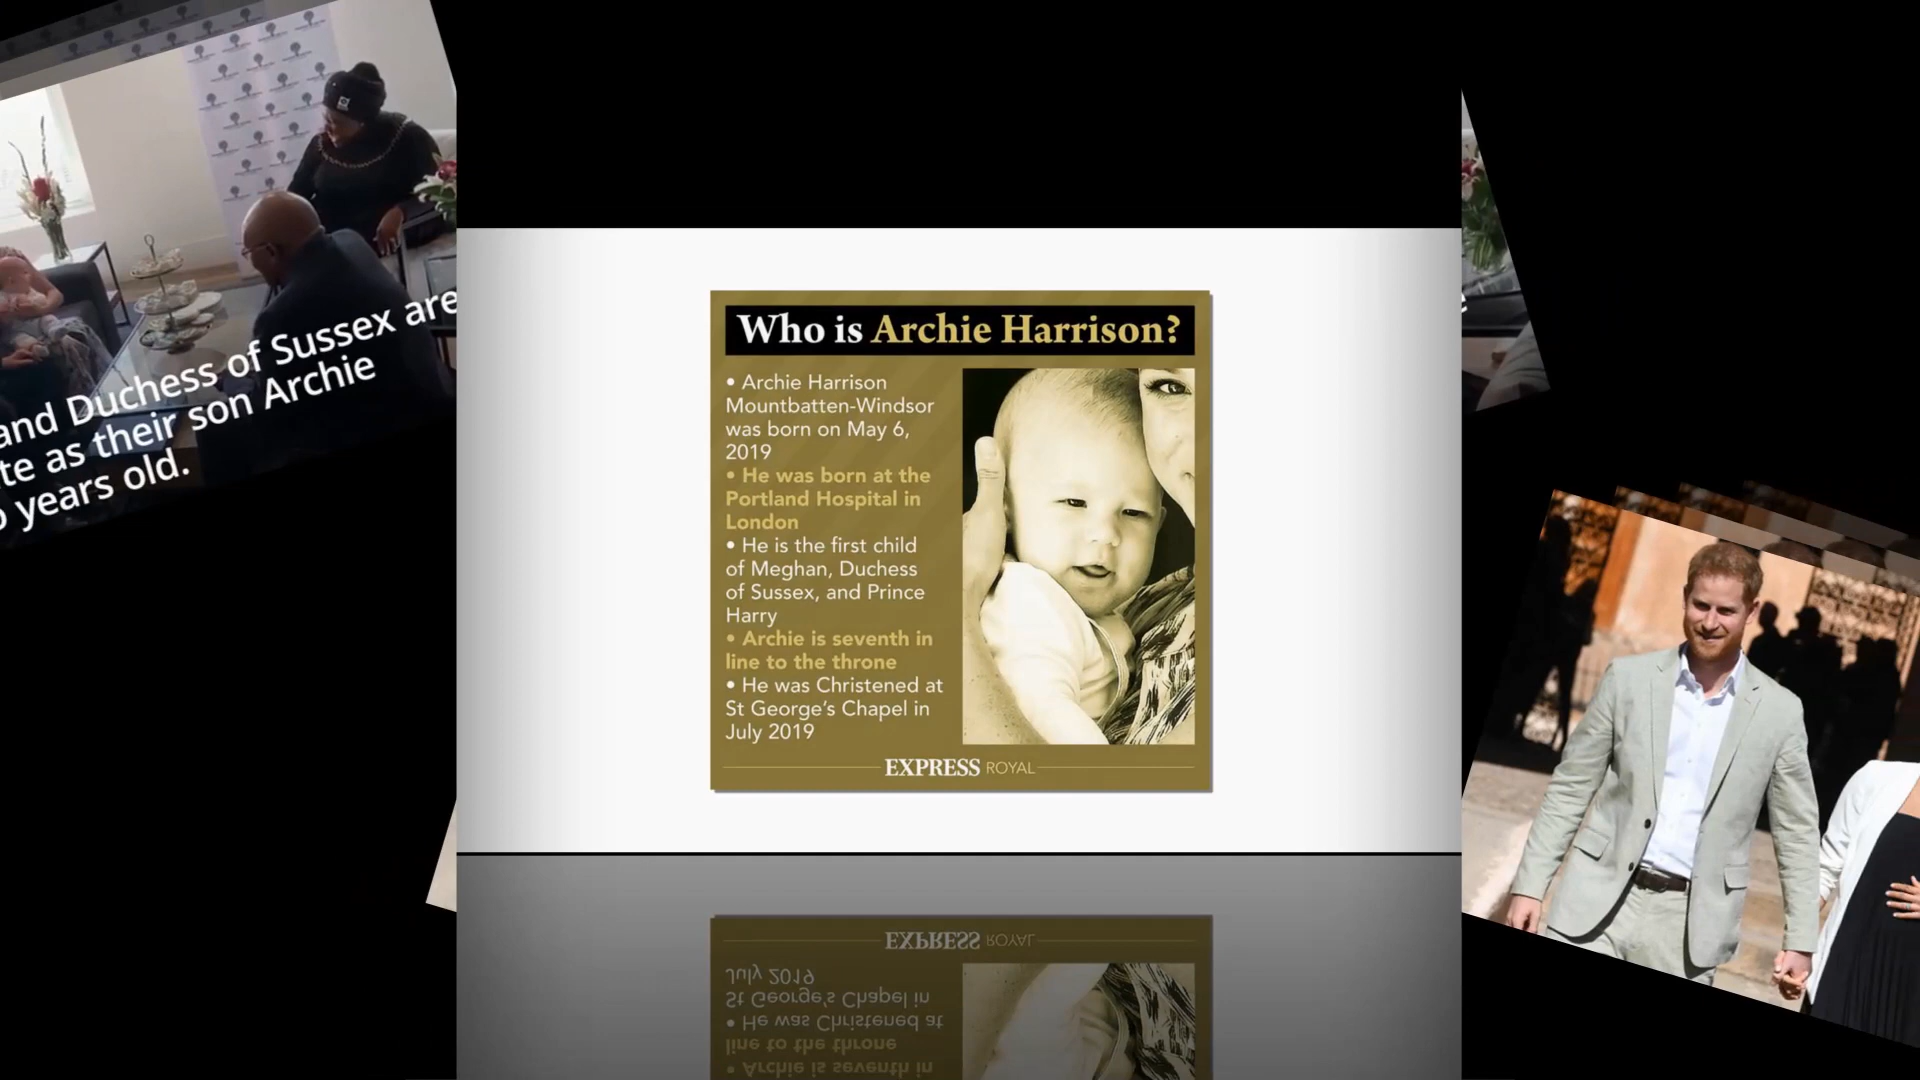 and Duchess of Sussex are
te as their son Archie
years old.
Who is Archie Harrison?
• Archie Harrison
Mountbatten-Windsor
was born on May 6,
2019
• He was born at the
Portland Hospital in
London
• He is the first child
of Meghan, Duchess
of Sussex, and Prince
Harry
• Archie is seventh in
line to the throne
• He was Christened at
St George's Chapel in
July 2019
EXPRESS ROYAL